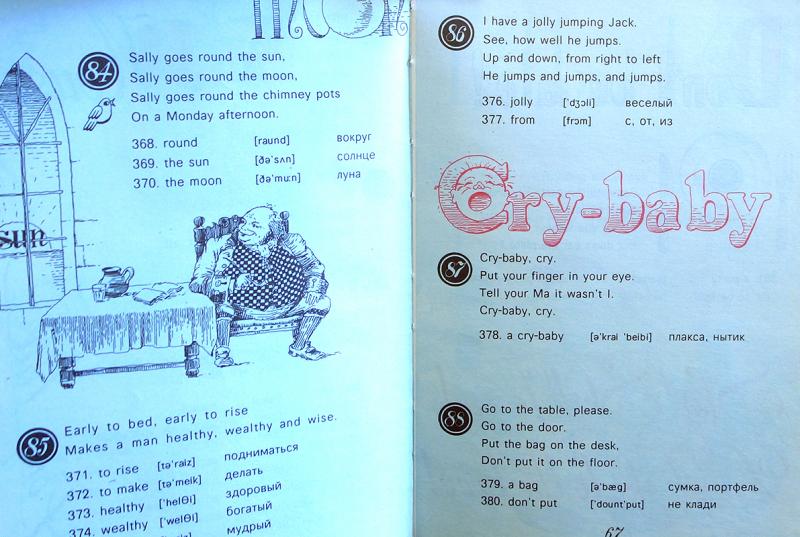 84
Sally goes round the sun,
Sally goes round the moon,
Sally goes round the chimney pots
On a Monday afternoon.
368. round [raund] вокруг
369. the sun [ðə'sʌn] солнце
370. the moon [ðə'mu:n] луна
sun
85
Early to bed, early to rise
Makes a man healthy, wealthy and wise.
371. to rise [tə'raiz] подниматься
372. to make [tə'meik] делать
373. healthy ['helθi] здоровый
374. wealthy ['welθi] богатый
мудрый
86
I have a jolly jumping Jack.
See, how well he jumps.
Up and down, from right to left
He jumps and jumps, and jumps.
376. jolly ['dʒɔli] веселый
377. from [frɔm] с, от, из
Cry-baby
87
Cry-baby, cry.
Put your finger in your eye.
Tell your Ma it wasn't I.
Cry-baby, cry.
378. a cry-baby [ə'krai 'beibi] плакса, нытик
88
Go to the table, please.
Go to the door.
Put the bag on the desk,
Don't put it on the floor.
379. a bag [ə'bæg] сумка, портфель
380. don't put ['dount'put] не клади
67